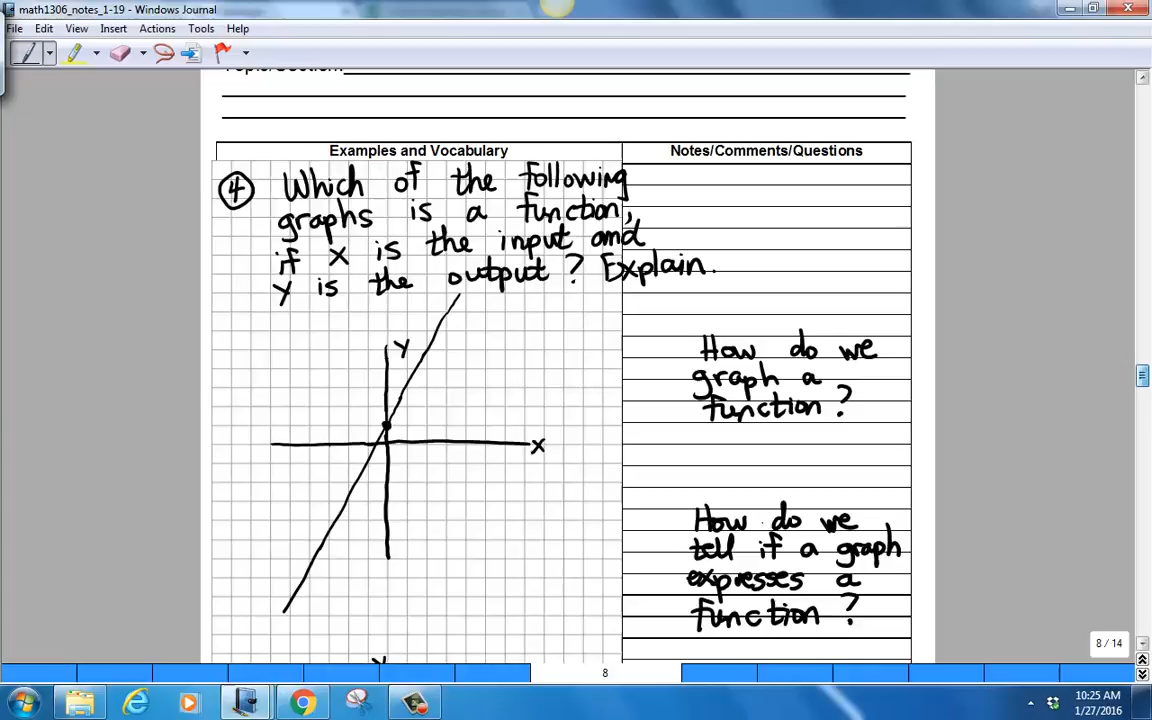 math1306_notes_1-19 - Windows Journal
File Edit View Insert Actions Tools Help
Topic/Section:
Examples and Vocabulary
Notes/Comments/Questions
4 Which of the following
graphs is a function,
if x is the input and
y is the output? Explain.
y
x
How do we
graph a
function?
How do we
tell if a graph
expresses a
function?
y
8 / 14
8
10:25 AM
1/27/2016